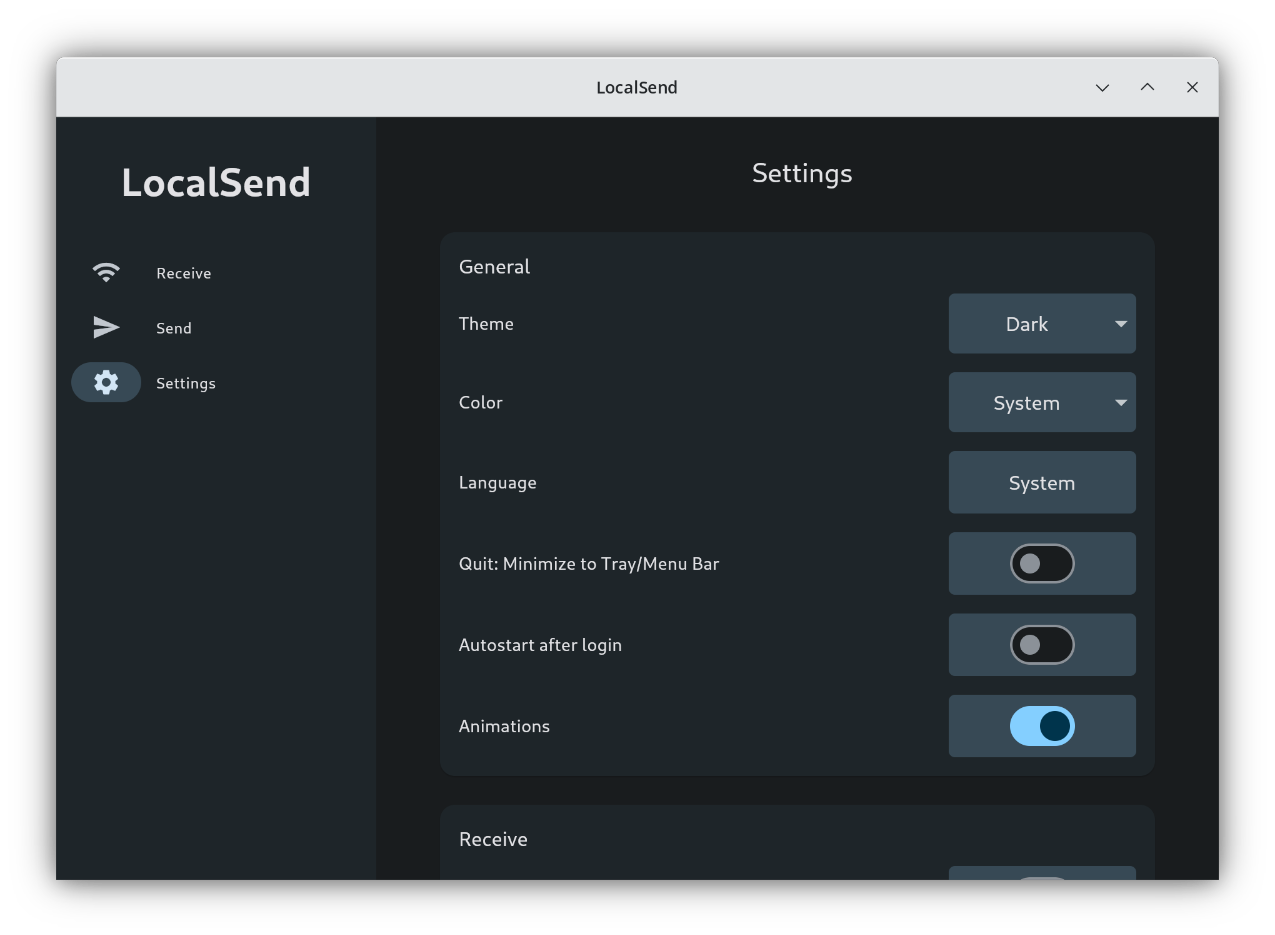 LocalSend
LocalSend
Receive
Send
Settings
Settings
General
Theme
Dark
Color
System
Language
System
Quit: Minimize to Tray/Menu Bar
Autostart after login
Animations
Receive